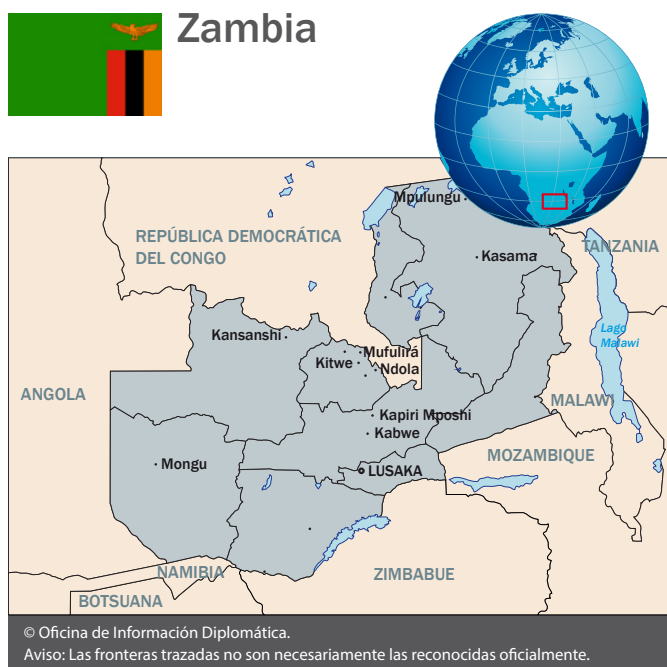 Zambia
Mpulungu
REPÚBLICA DEMOCRÁTICA
DEL CONGO
TANZANIA
Kasama
Lago
Malawi
Kansanshi
Mufulirá
Kitwe
Ndola
ANGOLA
MALAWI
Kapiri Mposhi
Kabwe
MOZAMBIQUE
Mongu
LUSAKA
NAMIBIA
ZIMBABUE
BOTSUANA
© Oficina de Información Diplomática.
Aviso: Las fronteras trazadas no son necesariamente las reconocidas oficialmente.